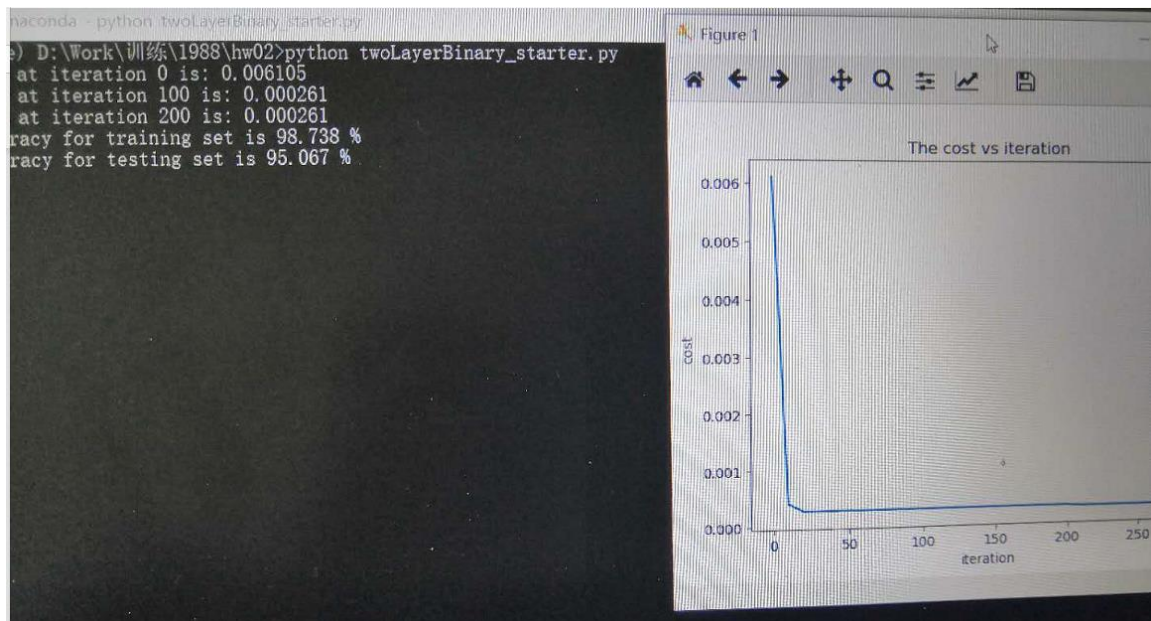 naconda - python twoLayerBinary_starter.py
e) D:\Work\训练\1988\hw02>python twoLayerBinary_starter.py
at iteration 0 is: 0.006105
at iteration 100 is: 0.000261
at iteration 200 is: 0.000261
racy for training set is 98.738 %
racy for testing set is 95.067 %
Figure 1
The cost vs iteration
0.006
0.005
0.004
0.003
0.002
0.001
0.000
cost
0 50 100 150 200 250
iteration